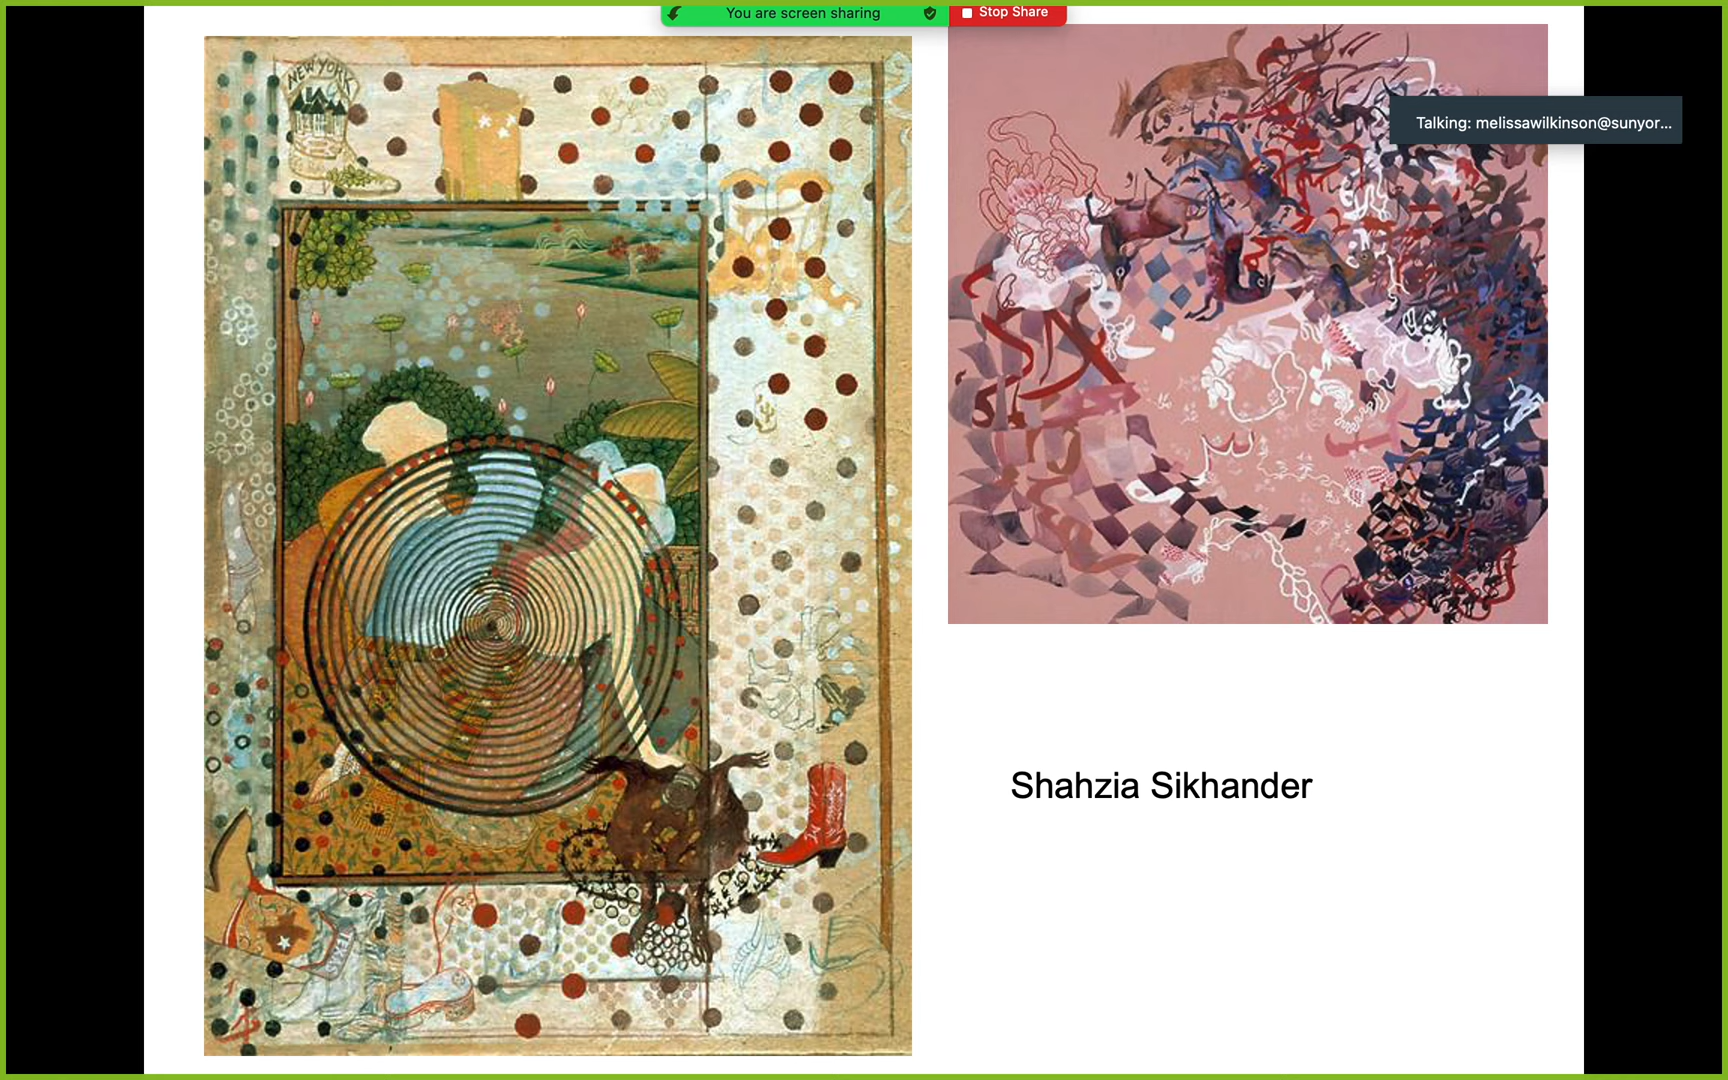 You are screen sharing
Stop Share
NEW YORK
Talking: melissawilkinson@sunyor...
Shahzia Sikhander